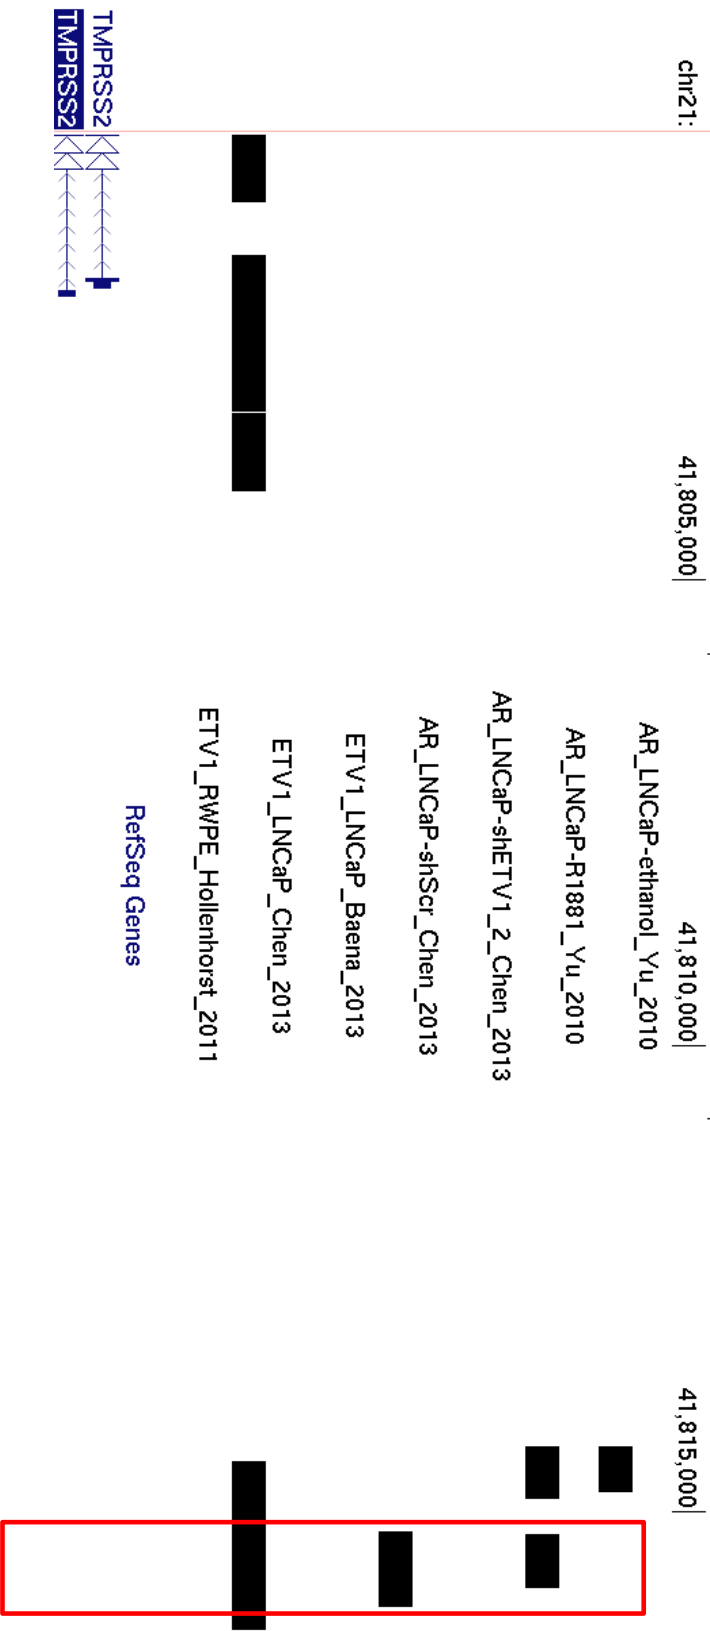 chr21:
41,805,000|
41,810,000|
41,815,000|
AR_LNCaP-ethanol_Yu_2010
AR_LNCaP-R1881_Yu_2010
AR_LNCaP-shETV1_2_Chen_2013
AR_LNCaP-shScr_Chen_2013
ETV1_LNCaP_Baena_2013
ETV1_LNCaP_Chen_2013
ETV1_RWPE_Hollenhorst_2011
RefSeq Genes
TMPRSS2
TMPRSS2